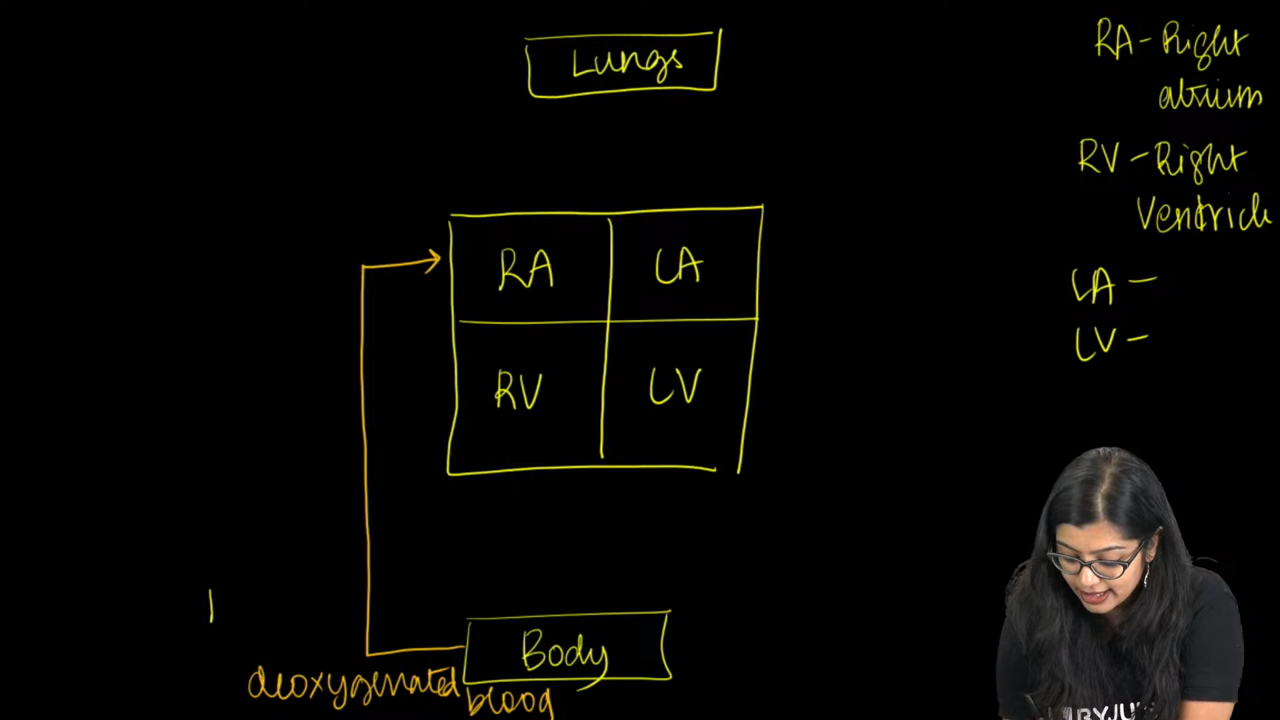 Lungs
RA - Right
atrium
RV - Right
Ventricle
RA LA
LA -
LV -
RV LV
Body
deoxygenated blood